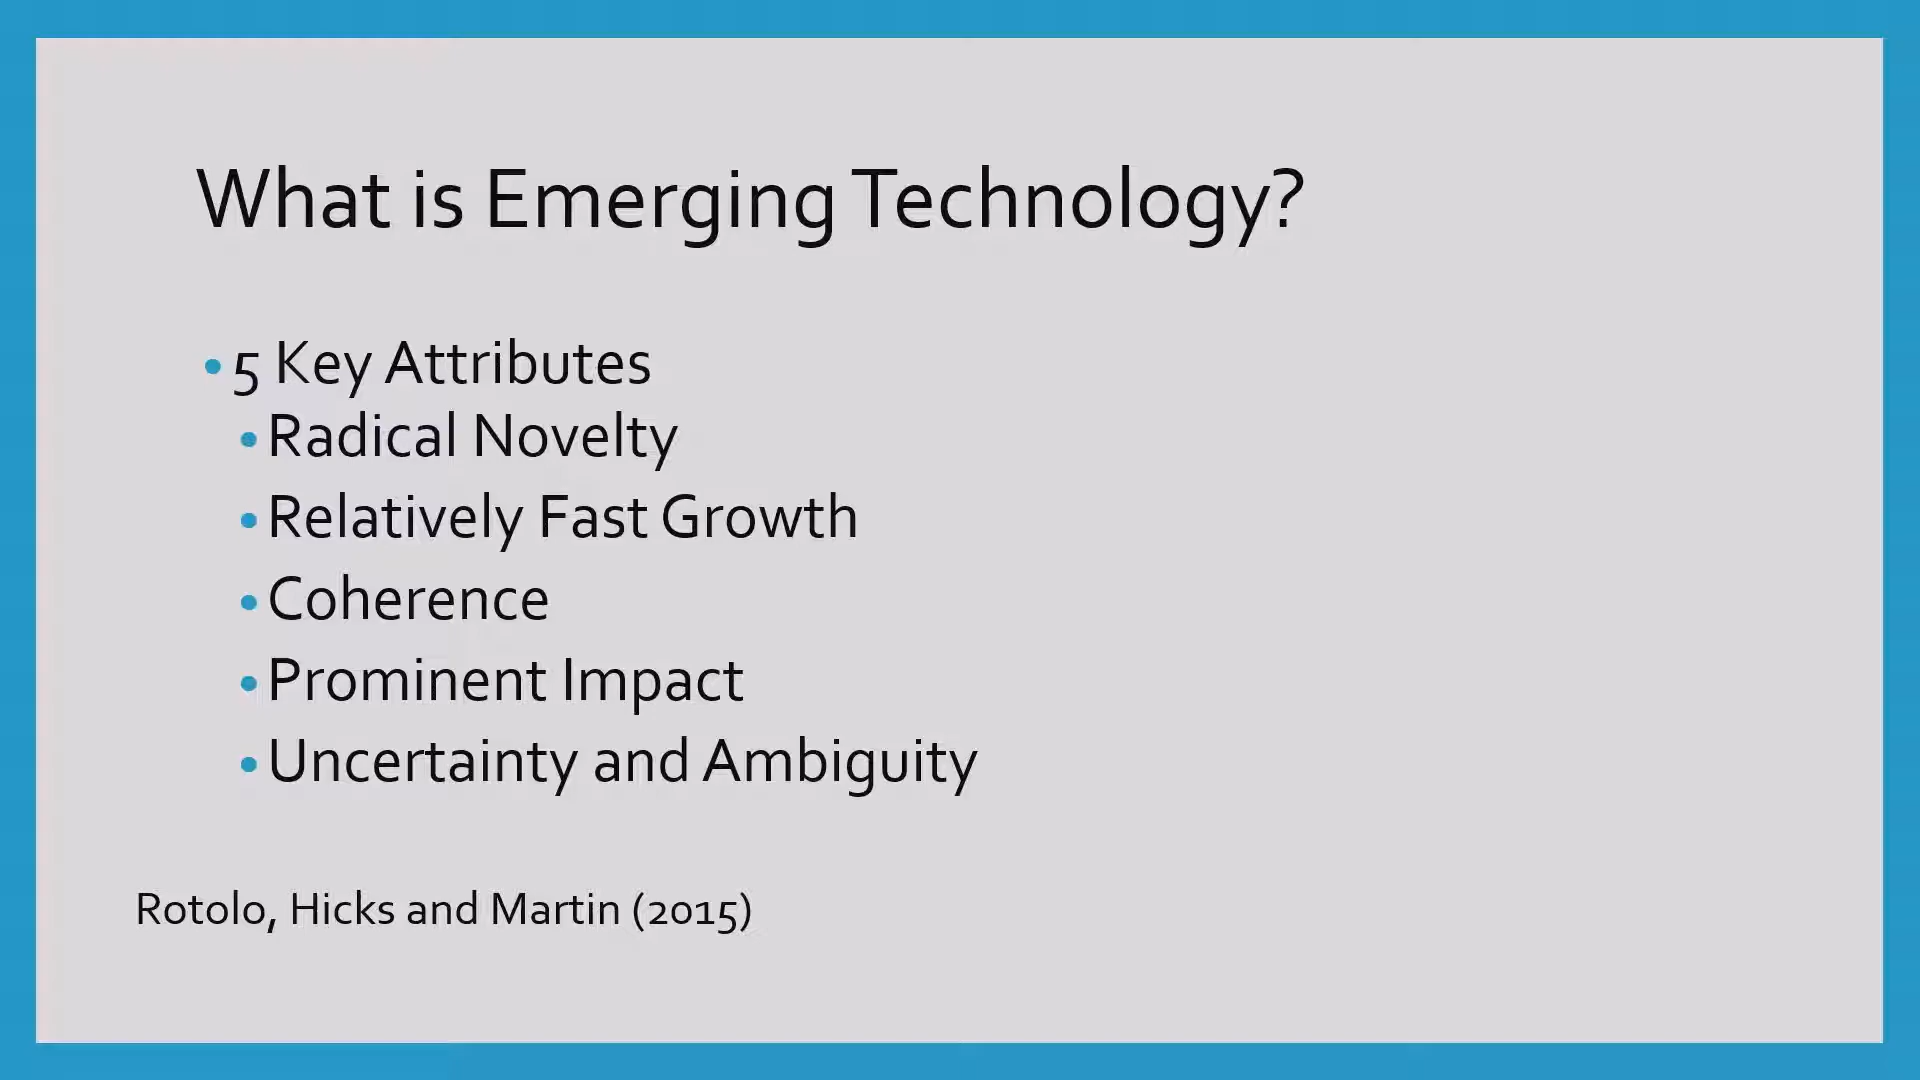 What is Emerging Technology?
• 5 Key Attributes
• Radical Novelty
• Relatively Fast Growth
• Coherence
• Prominent Impact
• Uncertainty and Ambiguity
Rotolo, Hicks and Martin (2015)